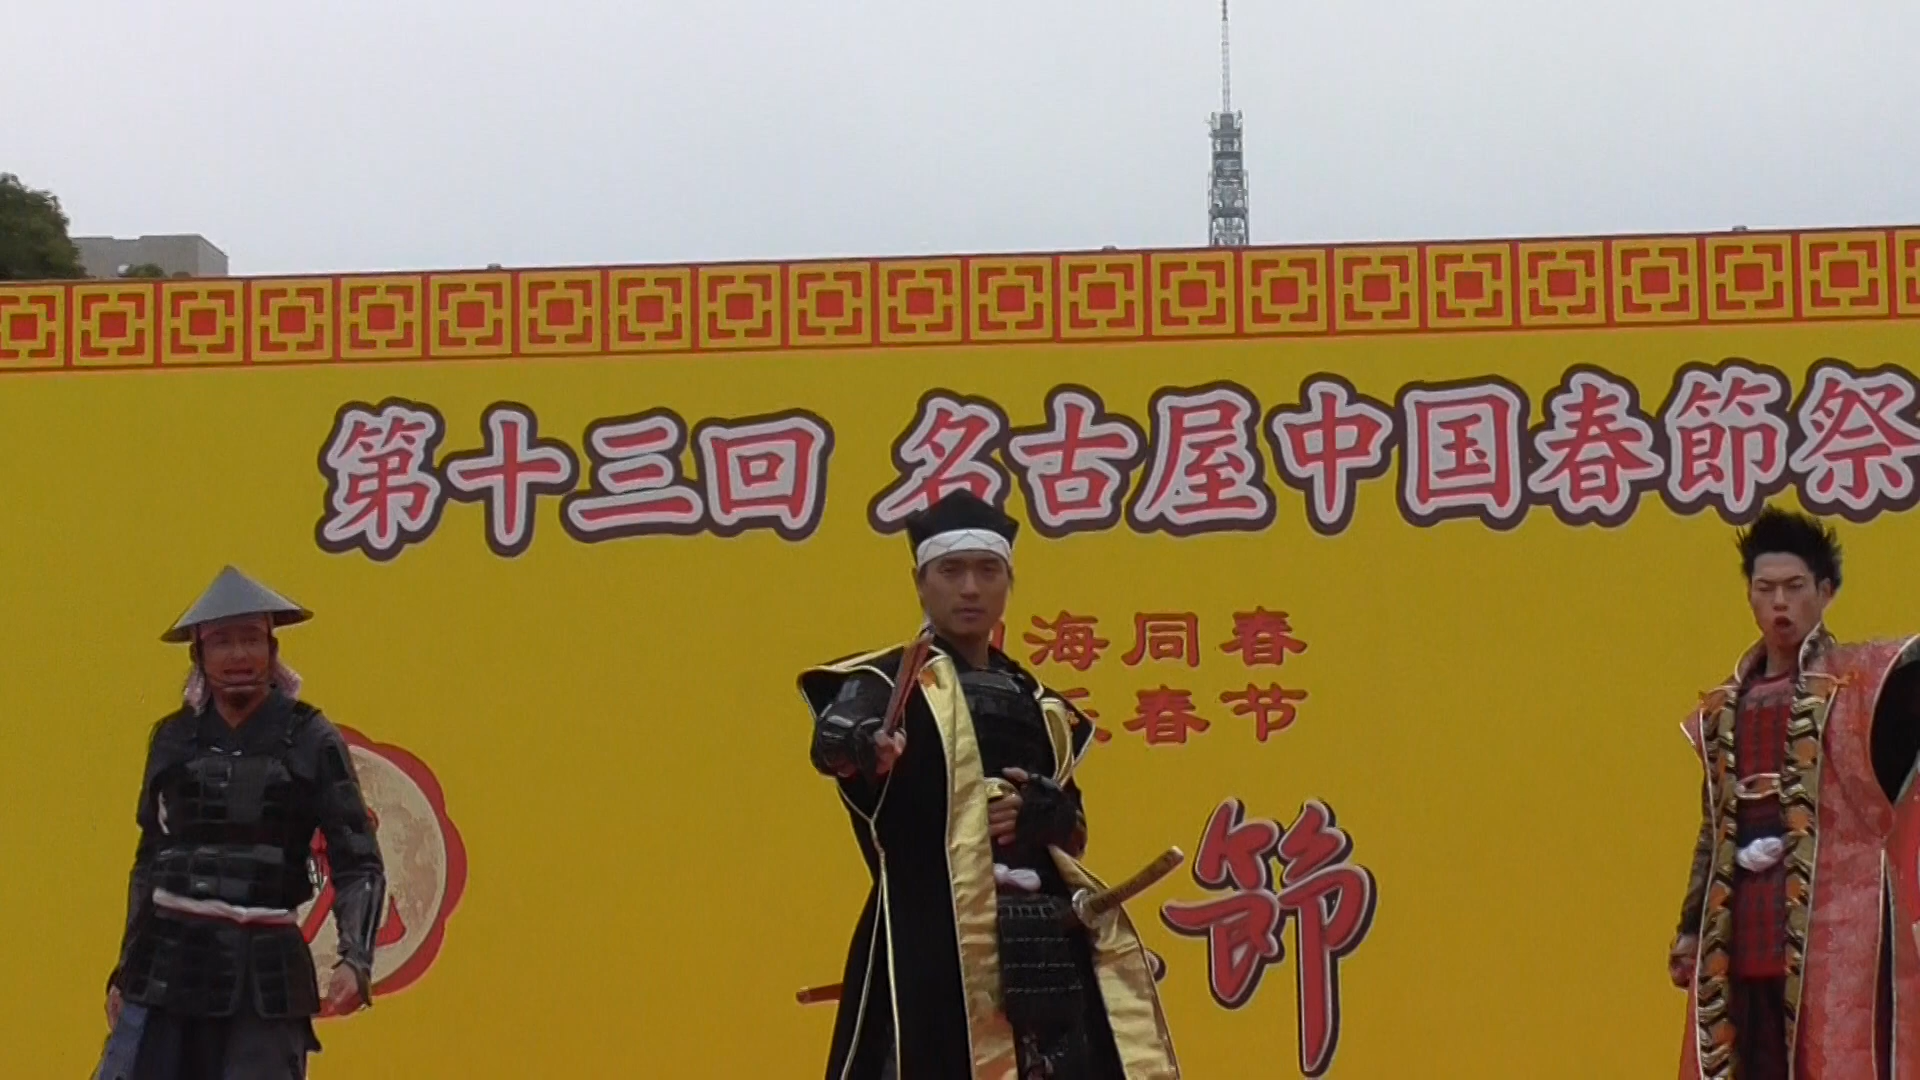 第十三回 名古屋中国春節祭
海同春
春节
節